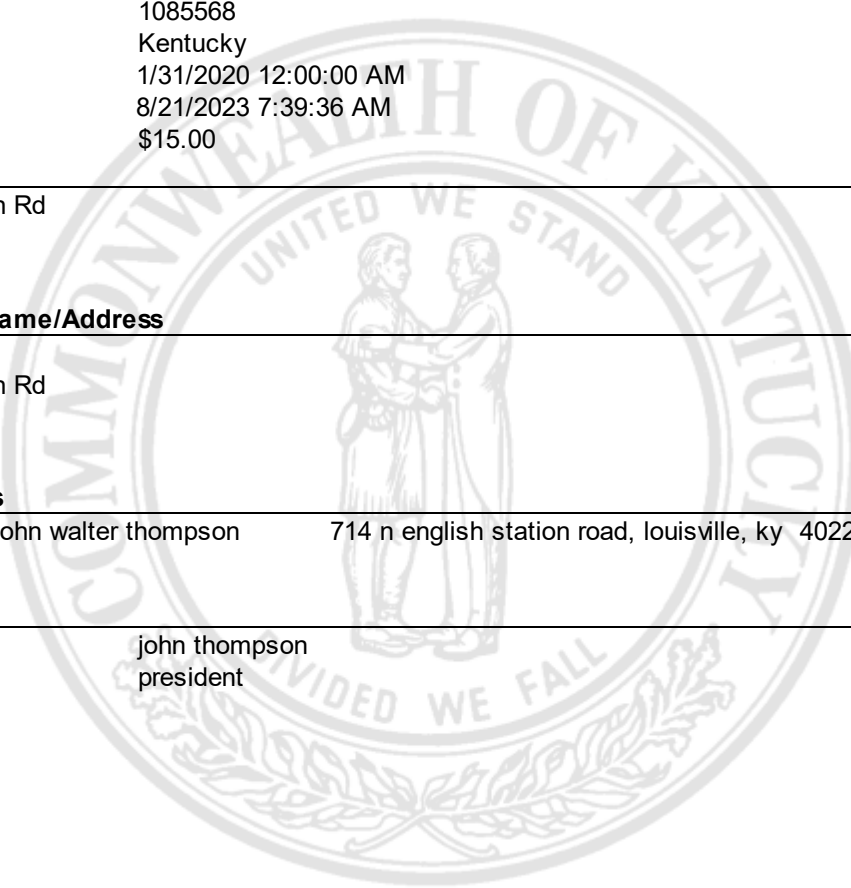 1085568
Kentucky
1/31/2020 12:00:00 AM
8/21/2023 7:39:36 AM
$15.00
n Rd
ame/Address
n Rd
s
ohn walter thompson 714 n english station road, louisville, ky 4022
john thompson
president
COMMONWEALTH OF KENTUCKY
UNITED WE STAND
DIVIDED WE FALL